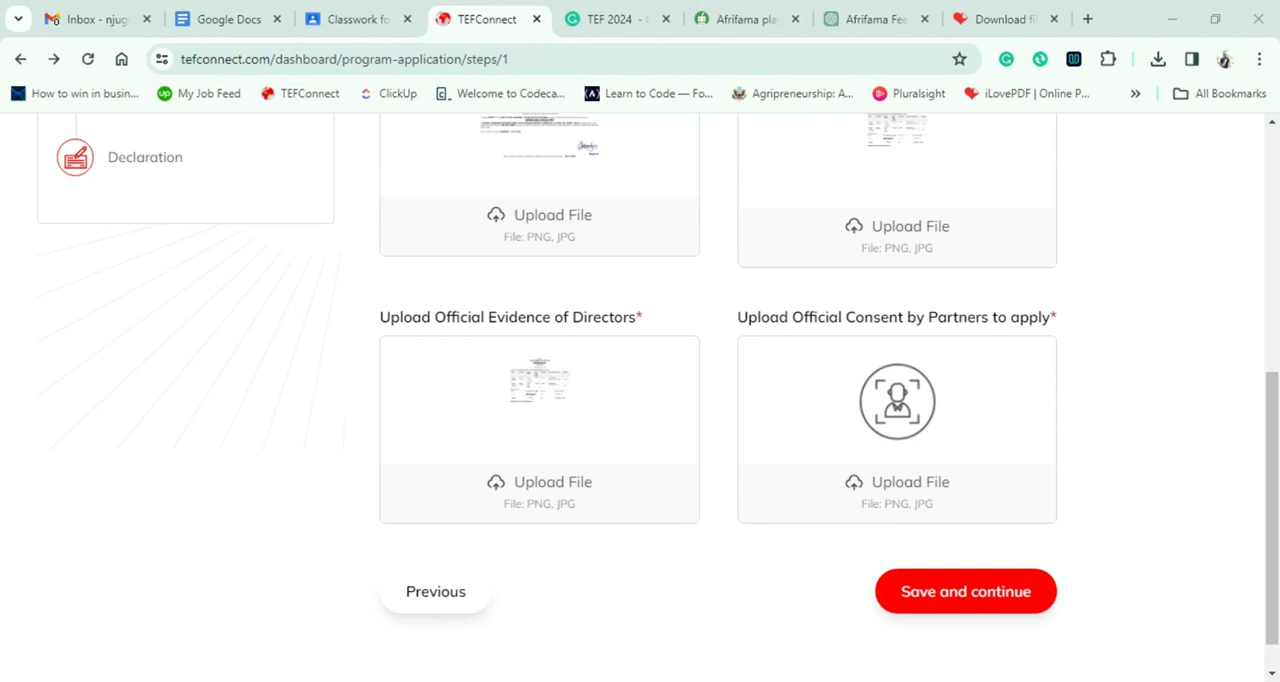 Inbox - njug
Google Docs
Classwork fo
TEFConnect
TEF 2024 - G
Afrifama pla
Afrifama Fee
Download fi
tefconnect.com/dashboard/program-application/steps/1
How to win in busin...
My Job Feed
TEFConnect
ClickUp
Welcome to Codeca...
Learn to Code — Fo...
Agripreneurship: A...
Pluralsight
iLovePDF | Online P...
All Bookmarks
Declaration
Upload File
File: PNG, JPG
Upload File
File: PNG, JPG
Upload Official Evidence of Directors*
Upload Official Consent by Partners to apply*
Upload File
File: PNG, JPG
Upload File
File: PNG, JPG
Previous
Save and continue